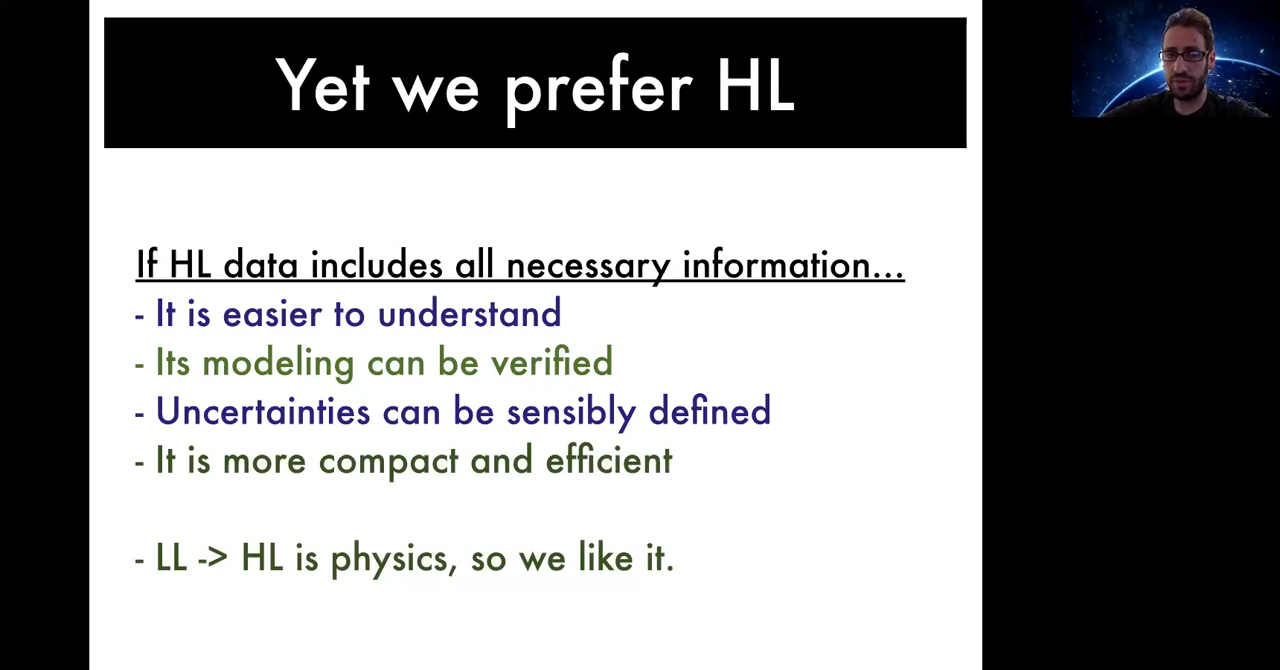 Yet we prefer HL
If HL data includes all necessary information...
- It is easier to understand
- Its modeling can be verified
- Uncertainties can be sensibly defined
- It is more compact and efficient
- LL -> HL is physics, so we like it.